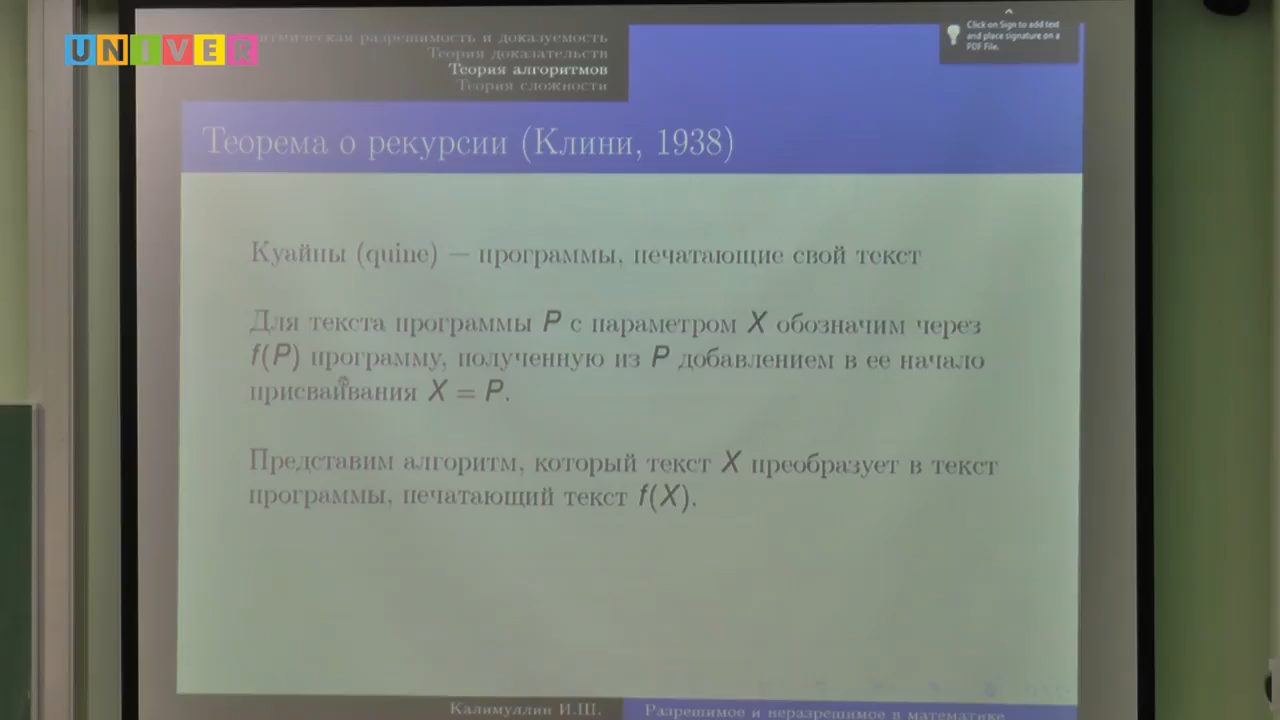 UNIVER
разрешимость и доказуемость
Теория доказательств
Теория алгоритмов
Теория сложности
Click on Sign to add text
and place signature on a
PDF File.
Теорема о рекурсии (Клини, 1938)
Куайны (quine) — программы, печатающие свой текст
Для текста программы P с параметром X обозначим через
f(P) программу, полученную из P добавлением в ее начало
присваивания X = P.
Представим алгоритм, который текст X преобразует в текст
программы, печатающий текст f(X).
Калимуллин И.Ш.
Разрешимое и неразрешимое в математике